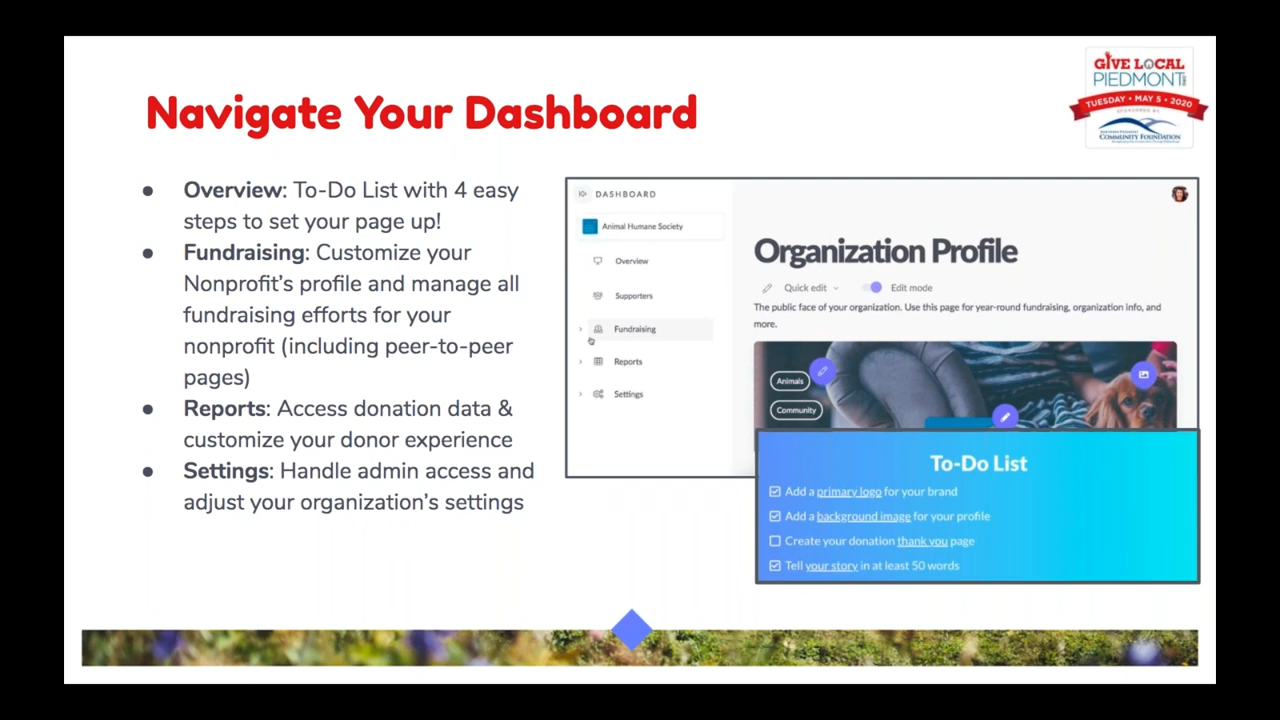 GIVE LOCAL
PIEDMONT
TUESDAY • MAY 5 • 2020
SPONSORED BY
NORTHERN PIEDMONT
COMMUNITY FOUNDATION
Navigate Your Dashboard
● Overview: To-Do List with 4 easy
steps to set your page up!
● Fundraising: Customize your
Nonprofit's profile and manage all
fundraising efforts for your
nonprofit (including peer-to-peer
pages)
● Reports: Access donation data &
customize your donor experience
● Settings: Handle admin access and
adjust your organization's settings
DASHBOARD
Animal Humane Society
Overview
Supporters
Fundraising
Reports
Settings
Organization Profile
Quick edit
Edit mode
The public face of your organization. Use this page for year-round fundraising, organization info, and
more.
Animals
Community
To-Do List
Add a primary logo for your brand
Add a background image for your profile
Create your donation thank you page
Tell your story in at least 50 words